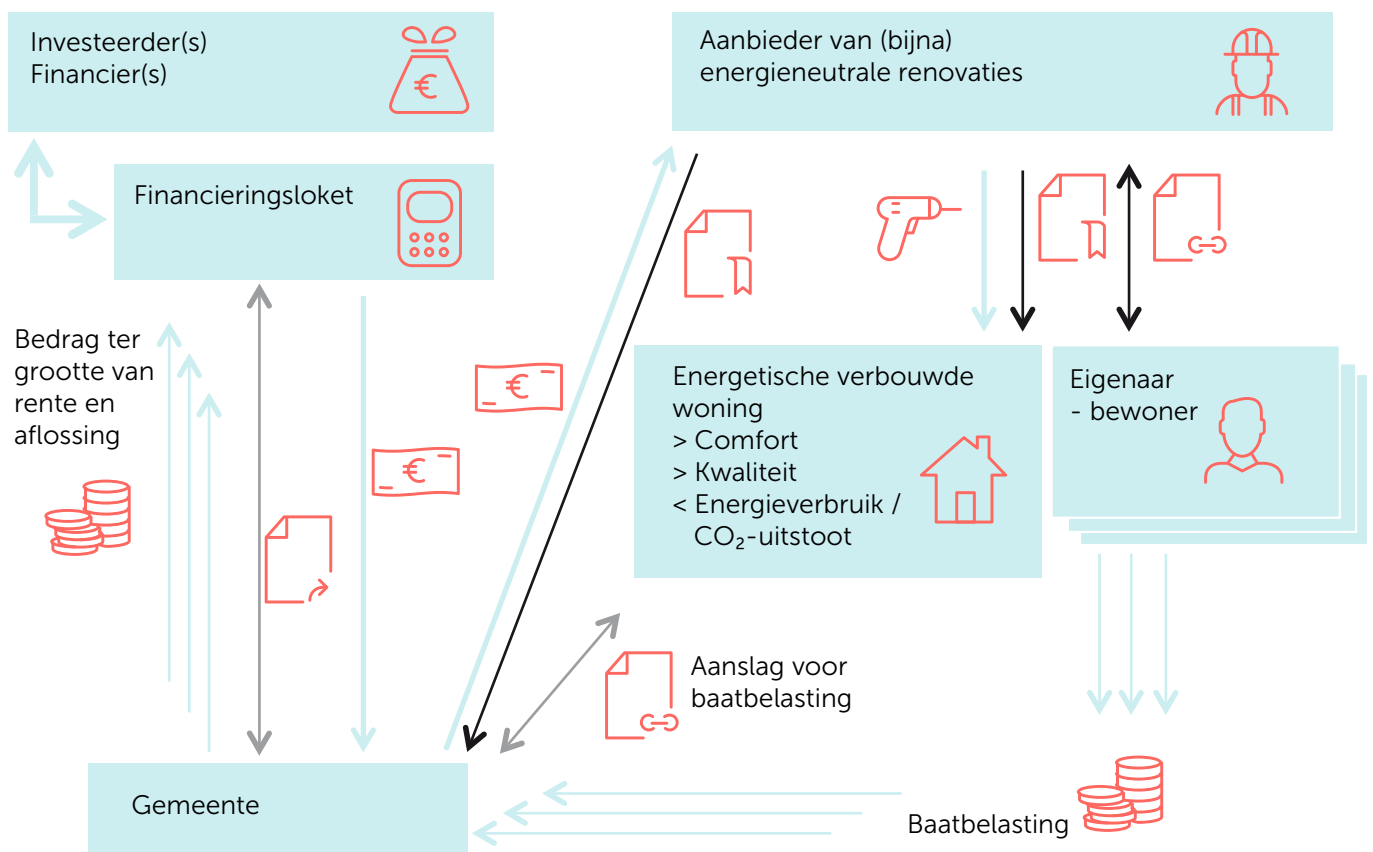 Investeerder(s)
Financier(s)
€
Aanbieder van (bijna)
energieneutrale renovaties
Financieringsloket
Bedrag ter
grootte van
rente en
aflossing
€
€
Energetische verbouwde
woning
> Comfort
> Kwaliteit
< Energieverbruik /
CO₂-uitstoot
Eigenaar
- bewoner
Aanslag voor
baatbelasting
Gemeente
Baatbelasting